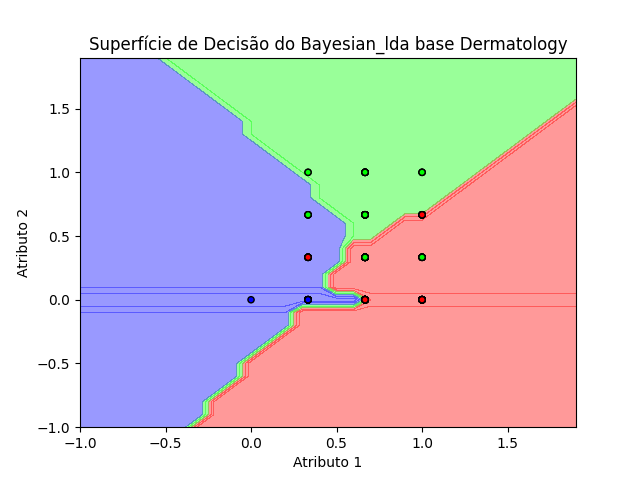 Superfície de Decisão do Bayesian_lda base Dermatology
Atributo 2
1.5
1.0
0.5
0.0
−0.5
−1.0
−1.0 −0.5 0.0 0.5 1.0 1.5
Atributo 1